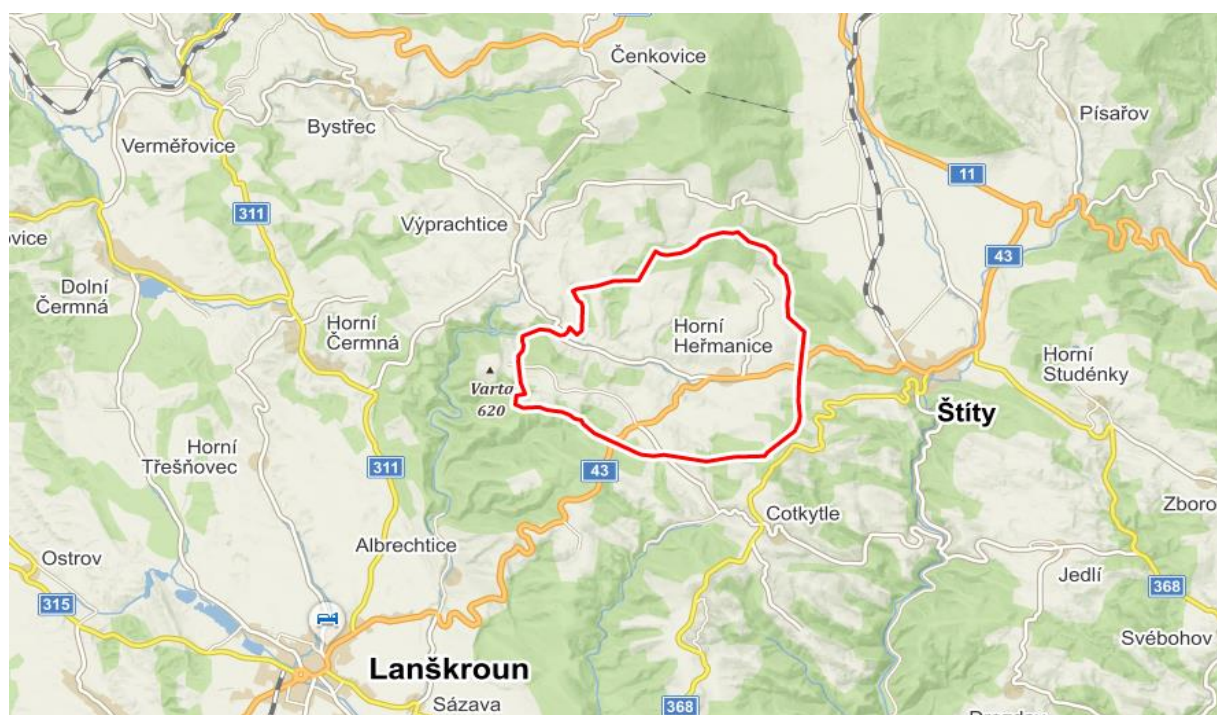 Čenkovice
Bystřec
Písařov
Verměřovice
11
311
Výprachtice
ovice
43
Dolní
Čermná
Horní
Čermná
Horní
Heřmanice
Horní
Studénky
Varta
620
Štíty
Horní
Třešňovec
311
43
Zboro
Cotkytle
Albrechtice
Ostrov
Jedlí
315
368
Svébohov
Lanškroun
Sázava
368